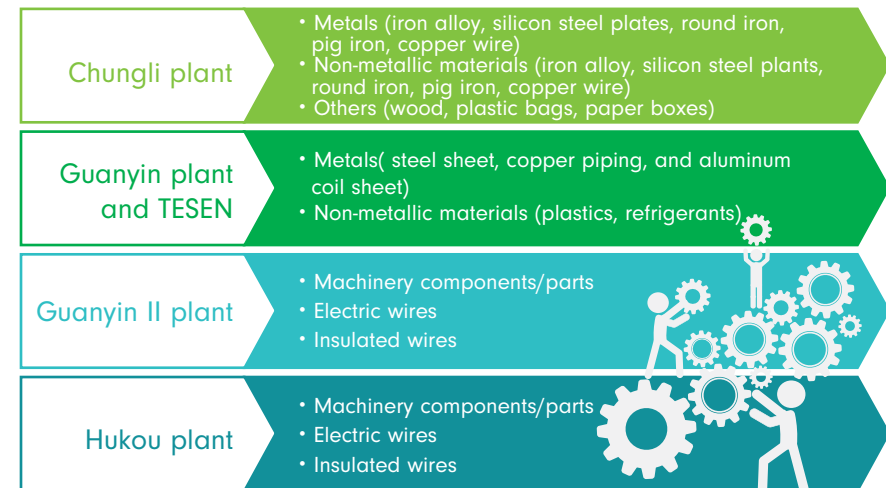 Chungli plant
• Metals (iron alloy, silicon steel plates, round iron,
pig iron, copper wire)
• Non-metallic materials (iron alloy, silicon steel plants,
round iron, pig iron, copper wire)
• Others (wood, plastic bags, paper boxes)
Guanyin plant
and TESEN
• Metals( steel sheet, copper piping, and aluminum
coil sheet)
• Non-metallic materials (plastics, refrigerants)
Guanyin II plant
• Machinery components/parts
• Electric wires
• Insulated wires
Hukou plant
• Machinery components/parts
• Electric wires
• Insulated wires